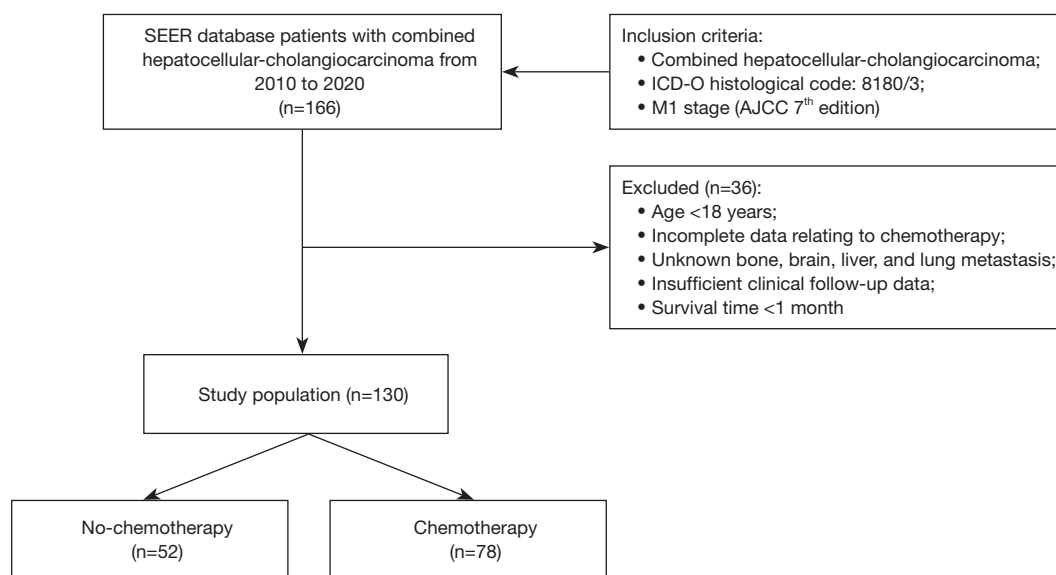 SEER database patients with combined
hepatocellular-cholangiocarcinoma from
2010 to 2020
(n=166)
Inclusion criteria:
• Combined hepatocellular-cholangiocarcinoma;
• ICD-O histological code: 8180/3;
• M1 stage (AJCC 7th edition)
Excluded (n=36):
• Age <18 years;
• Incomplete data relating to chemotherapy;
• Unknown bone, brain, liver, and lung metastasis;
• Insufficient clinical follow-up data;
• Survival time <1 month
Study population (n=130)
No-chemotherapy
(n=52)
Chemotherapy
(n=78)